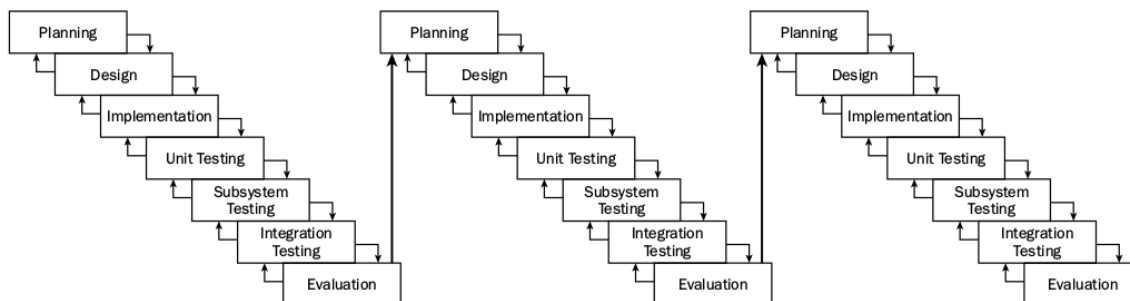 Planning
Design
Implementation
Unit Testing
Subsystem
Testing
Integration
Testing
Evaluation
Planning
Design
Implementation
Unit Testing
Subsystem
Testing
Integration
Testing
Evaluation
Planning
Design
Implementation
Unit Testing
Subsystem
Testing
Integration
Testing
Evaluation